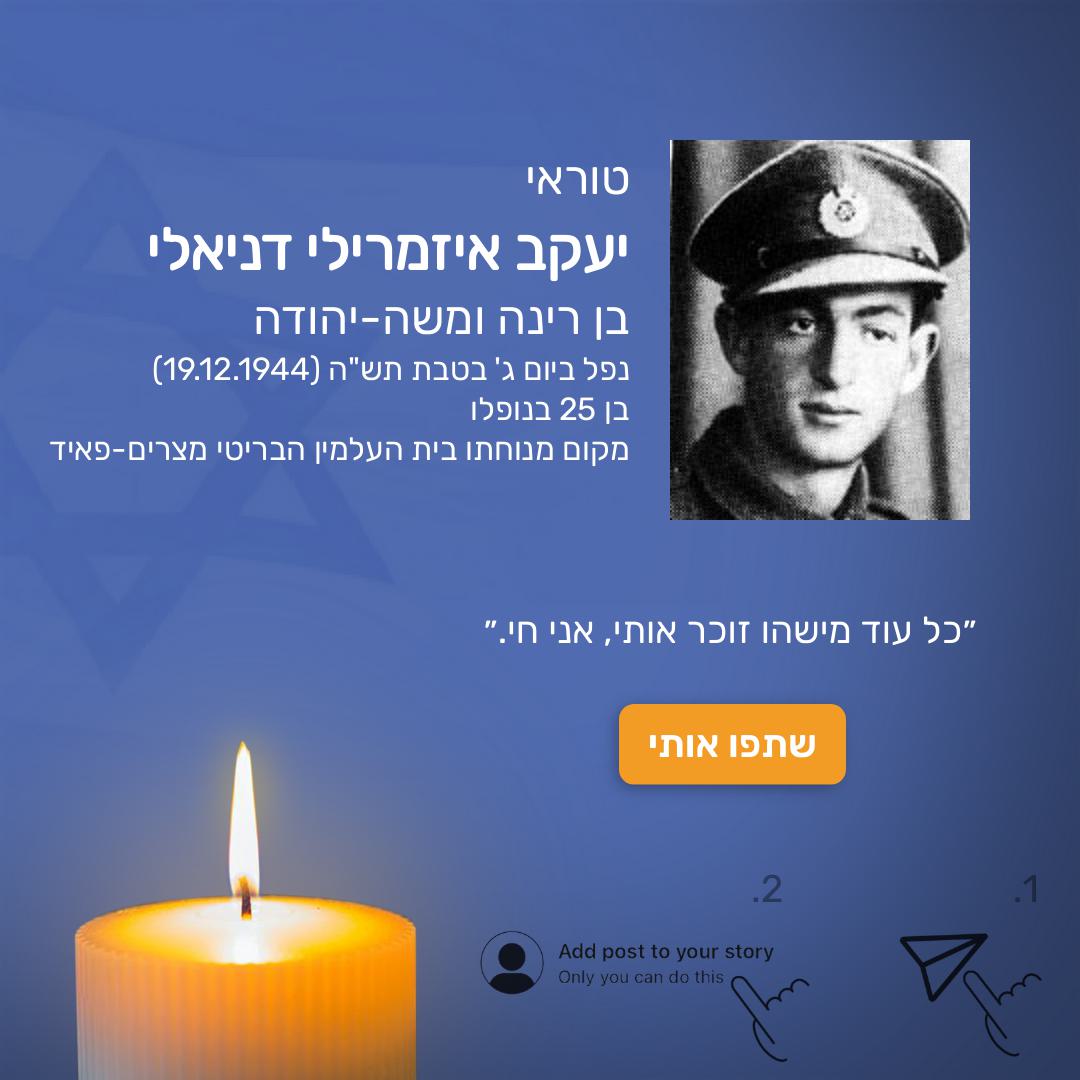 טוראי
יעקב איזמרילי דניאלי
בן רינה ומשה-יהודה
נפל ביום ג' בטבת תש"ה (19.12.1944)
בן 25 בנופלו
מקום מנוחתו בית העלמין הבריטי מצרים-פאיד
״כל עוד מישהו זוכר אותי, אני חי.״
שתפו אותי
1.
2.
Add post to your story
Only you can do this